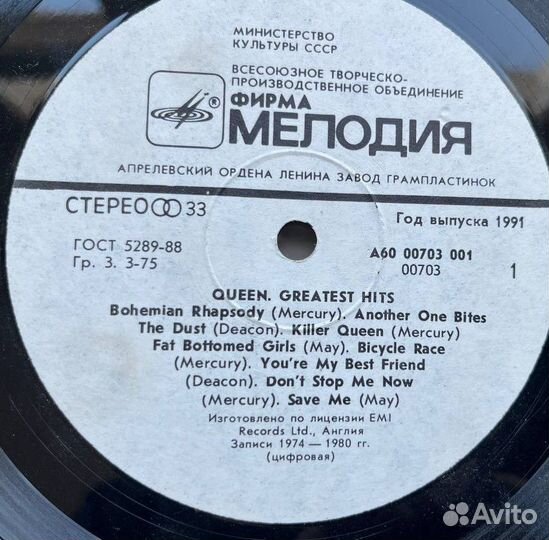 МИНИСТЕРСТВО
КУЛЬТУРЫ СССР
ВСЕСОЮЗНОЕ ТВОРЧЕСКО-
ПРОИЗВОДСТВЕННОЕ ОБЪЕДИНЕНИЕ
® ФИРМА
МЕЛОДИЯ
АПРЕЛЕВСКИЙ ОРДЕНА ЛЕНИНА ЗАВОД ГРАМПЛАСТИНОК
СТЕРЕО 33
Год выпуска 1991
ГОСТ 5289-88
Гр. 3. 3-75
А60 00703 001
00703
1
QUEEN. GREATEST HITS
Bohemian Rhapsody (Mercury). Another One Bites
The Dust (Deacon). Killer Queen (Mercury)
Fat Bottomed Girls (May). Bicycle Race
(Mercury). You're My Best Friend
(Deacon). Don't Stop Me Now
(Mercury). Save Me (May)
Изготовлено по лицензии EMI
Records Ltd., Англия
Записи 1974 — 1980 гг.
(цифровая)
Avito